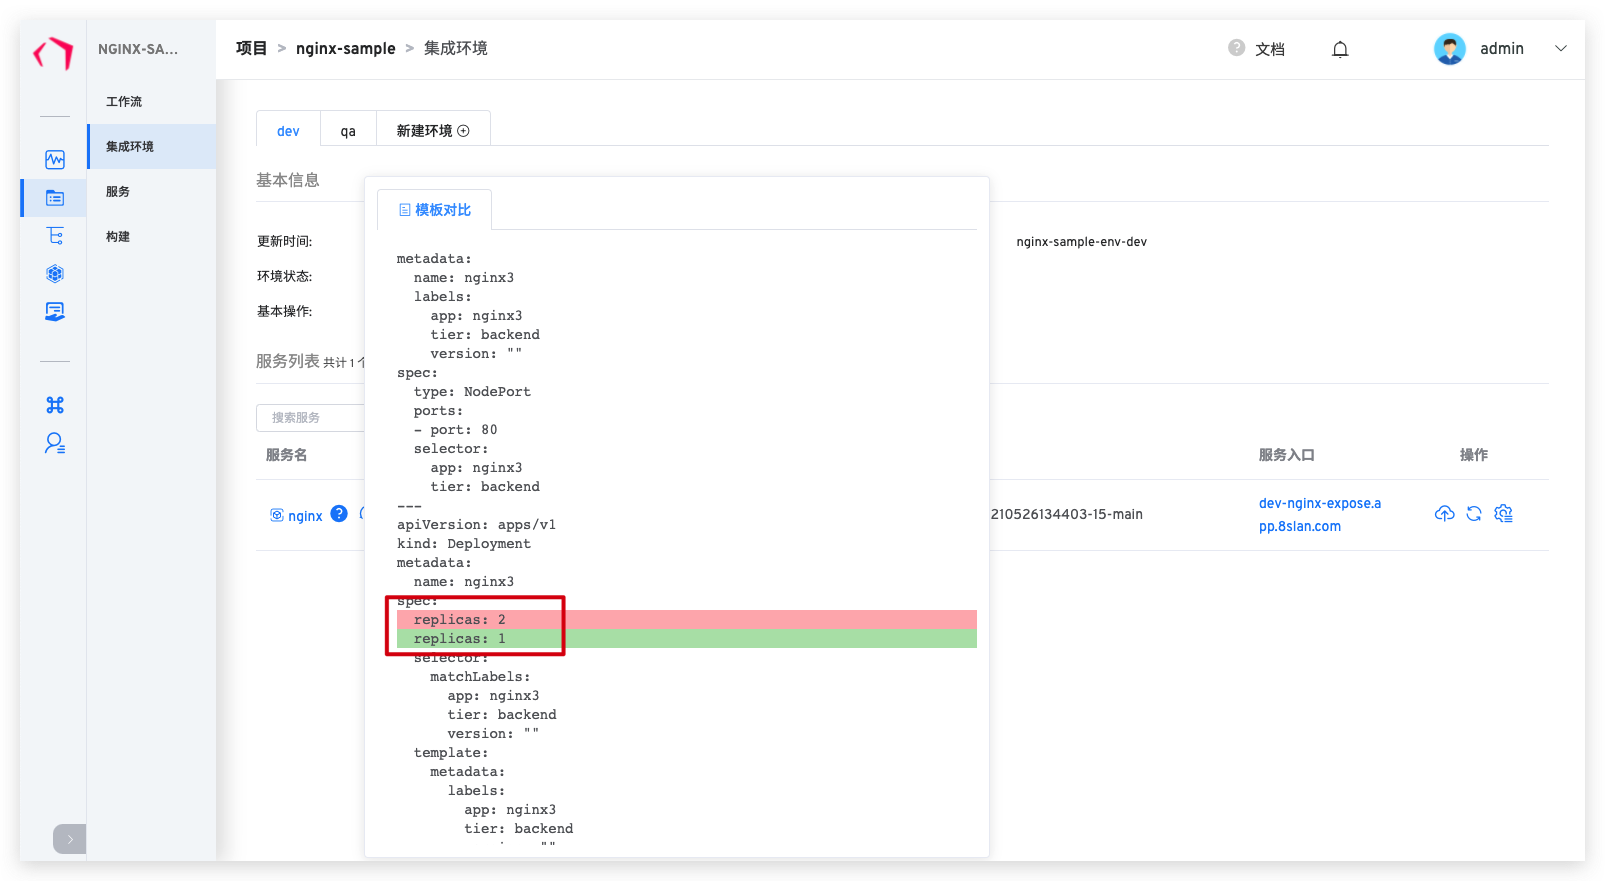 NGINX-SA...
项目 > nginx-sample > 集成环境
文档
admin
工作流
集成环境
服务
构建
dev
qa
新建环境
基本信息
更新时间:
环境状态:
基本操作:
nginx-sample-env-dev
服务列表 共计 1 个
搜索服务
服务名
服务入口
操作
nginx
210526134403-15-main
dev-nginx-expose.a
pp.8slan.com
模板对比
metadata:
  name: nginx3
  labels:
    app: nginx3
    tier: backend
    version: ""
spec:
  type: NodePort
  ports:
  - port: 80
  selector:
    app: nginx3
    tier: backend
---
apiVersion: apps/v1
kind: Deployment
metadata:
  name: nginx3
spec:
  replicas: 2
  replicas: 1
  selector:
    matchLabels:
      app: nginx3
      tier: backend
      version: ""
  template:
    metadata:
      labels:
        app: nginx3
        tier: backend